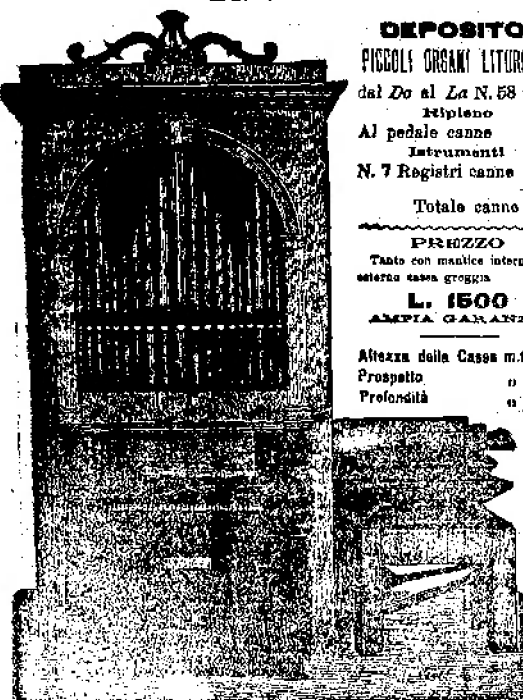 DEPOSITO
PICCOLI ORGANI LITUR
dal Do al La N. 58
Ripieno
Al pedale canne
Istrumenti
N. 7 Registri canne
Totale canne
PREZZO
Tanto con mantice intern
esterno cassa greggia
L. 1500
AMPIA GARANZ
Altezza della Cassa m.t
Prospetto
Profondità